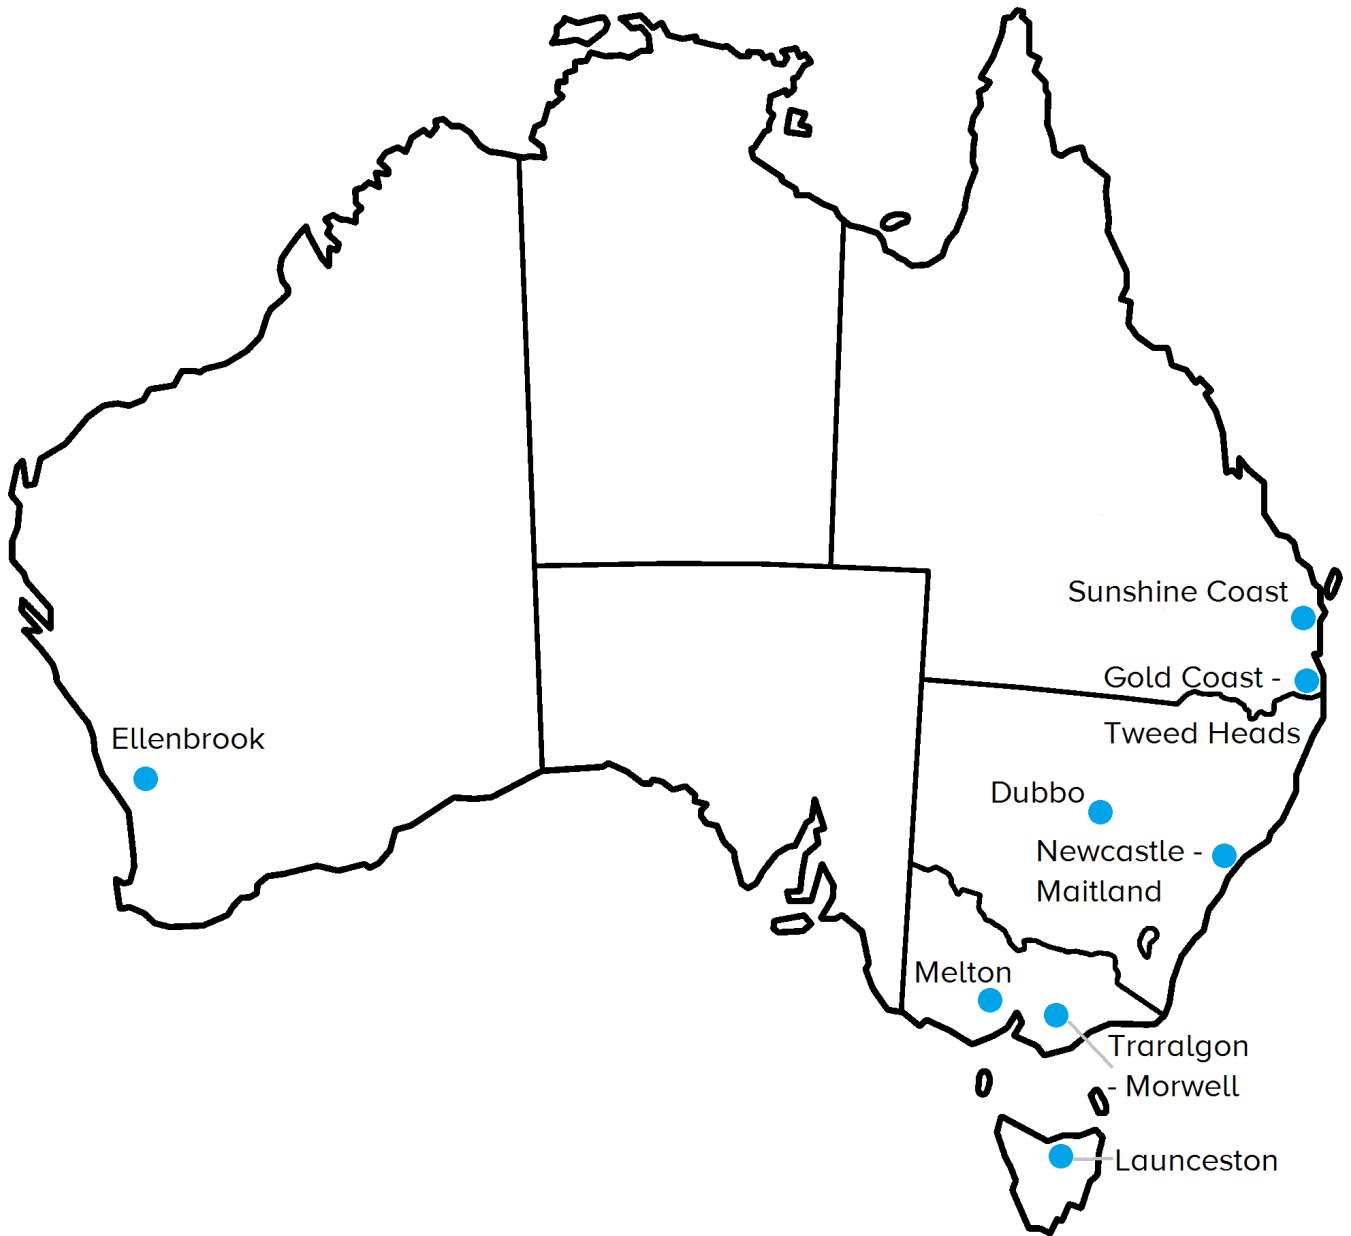 Sunshine Coast
Gold Coast -
Tweed Heads
Ellenbrook
Dubbo
Newcastle -
Maitland
Melton
Traralgon
- Morwell
Launceston